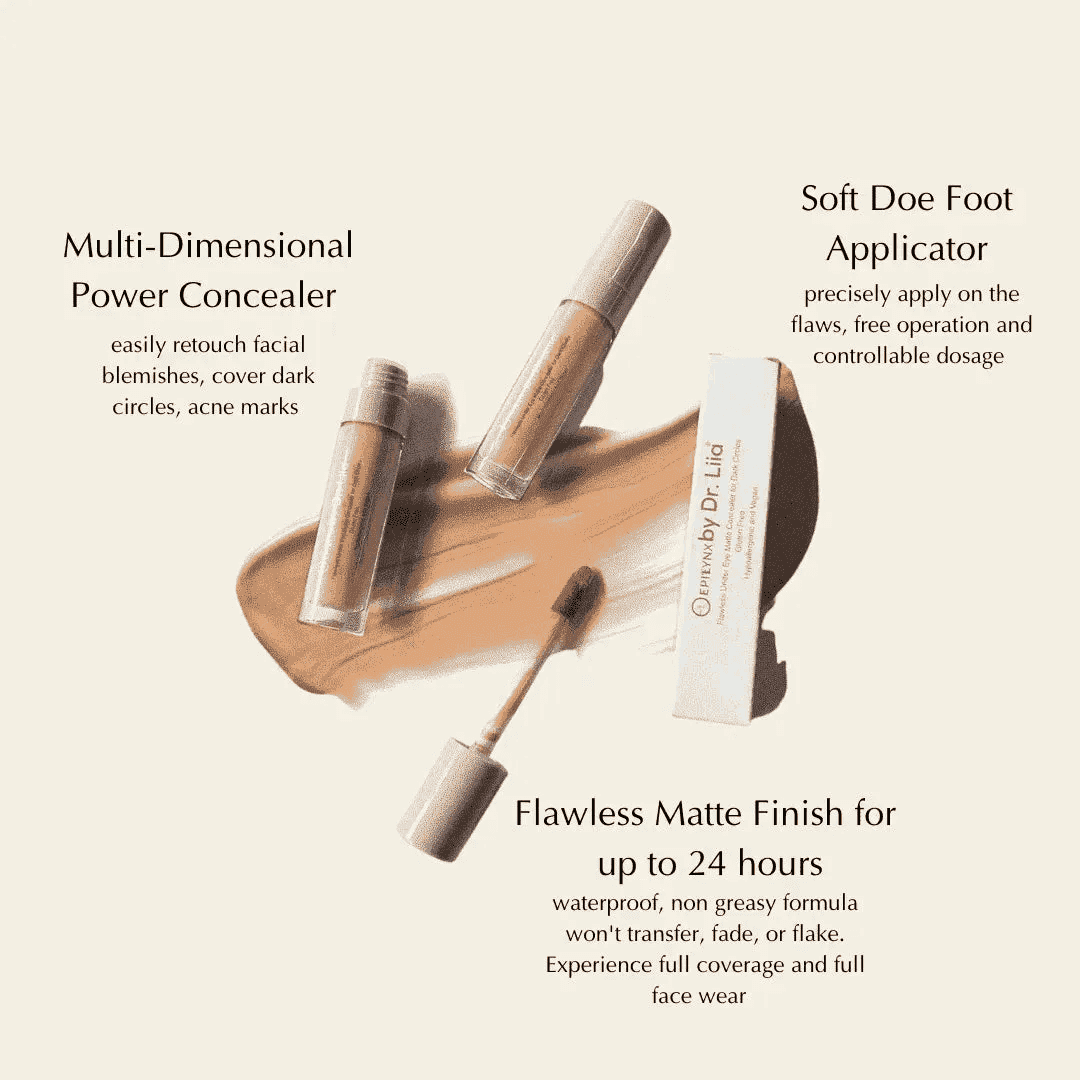 Multi-Dimensional
Power Concealer
easily retouch facial
blemishes, cover dark
circles, acne marks
Soft Doe Foot
Applicator
precisely apply on the
flaws, free operation and
controllable dosage
EPILYNX by Dr. Liia
Flawless Under Eye Matte Concealer for Dark Circles
Gluten Free
Hypoallergenic and Vegan
Flawless Matte Finish for
up to 24 hours
waterproof, non greasy formula
won't transfer, fade, or flake.
Experience full coverage and full
face wear